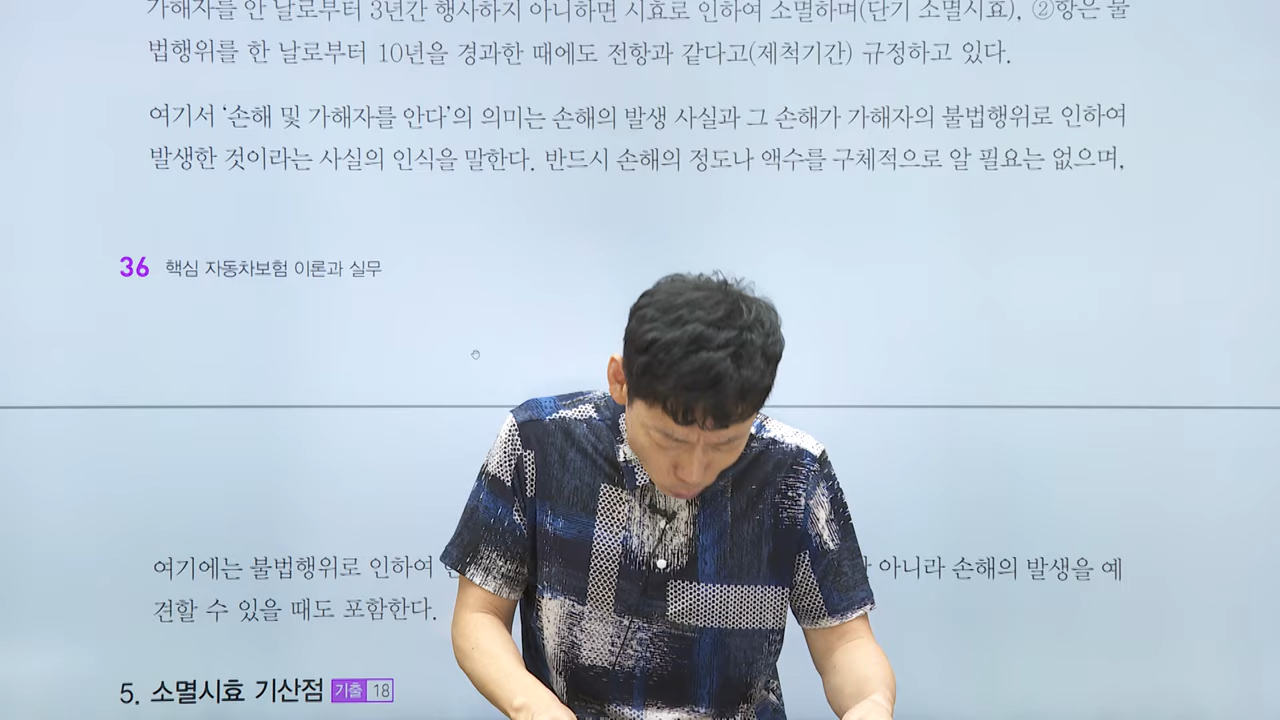 가해자를 안 날로부터 3년간 행사하지 아니하면 시효로 인하여 소멸하며(단기 소멸시효), ②항은 불
법행위를 한 날로부터 10년을 경과한 때에도 전항과 같다고(제척기간) 규정하고 있다.
여기서 ‘손해 및 가해자를 안다’의 의미는 손해의 발생 사실과 그 손해가 가해자의 불법행위로 인하여
발생한 것이라는 사실의 인식을 말한다. 반드시 손해의 정도나 액수를 구체적으로 알 필요는 없으며,
36 핵심 자동차보험 이론과 실무
여기에는 불법행위로 인하여 아니라 손해의 발생을 예
견할 수 있을 때도 포함한다.
5. 소멸시효 기산점 기출 18